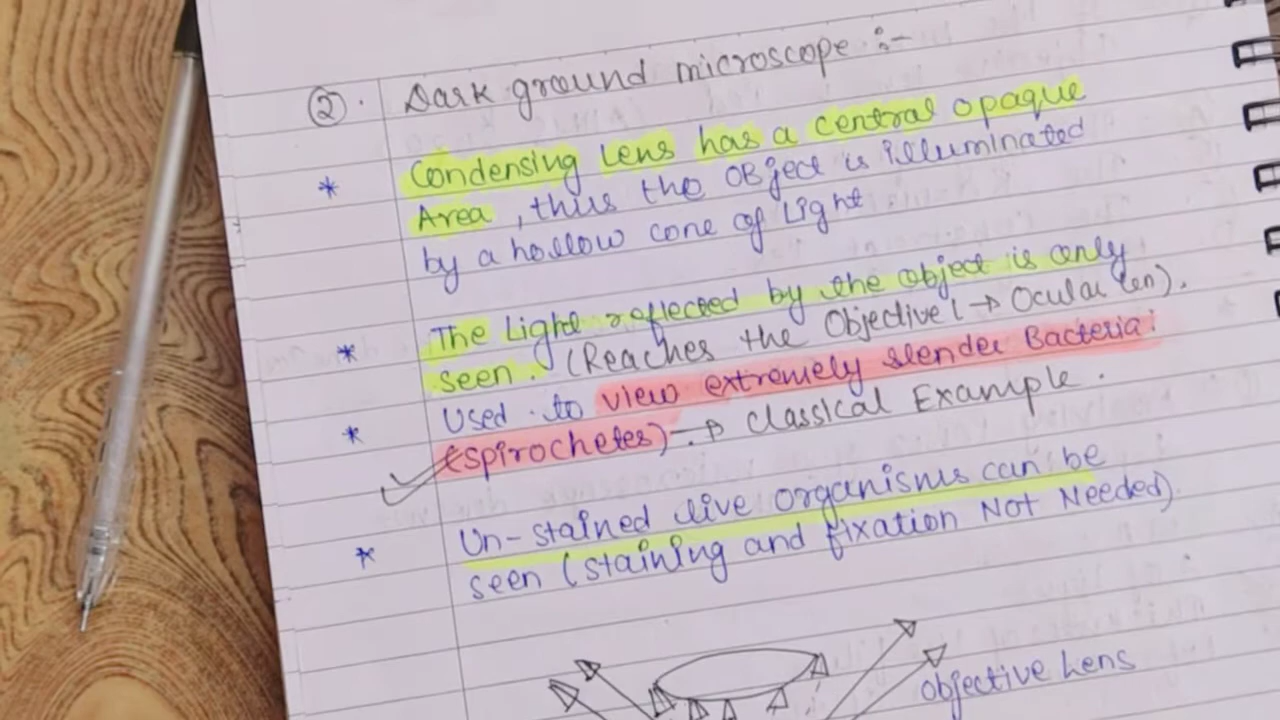 ② . Dark ground microscope :-
* Condensing Lens has a central opaque
Area , thus the Object is illuminated
by a hollow cone of Light
* The Light reflected by the object is only
seen . (Reaches the Objective ( → Ocular len) .
* Used to view extremely slender Bacteria :
(spirochetes) → Classical Example .
* Un-stained live organisms can be
seen (staining and fixation Not Needed) .
Objective Lens